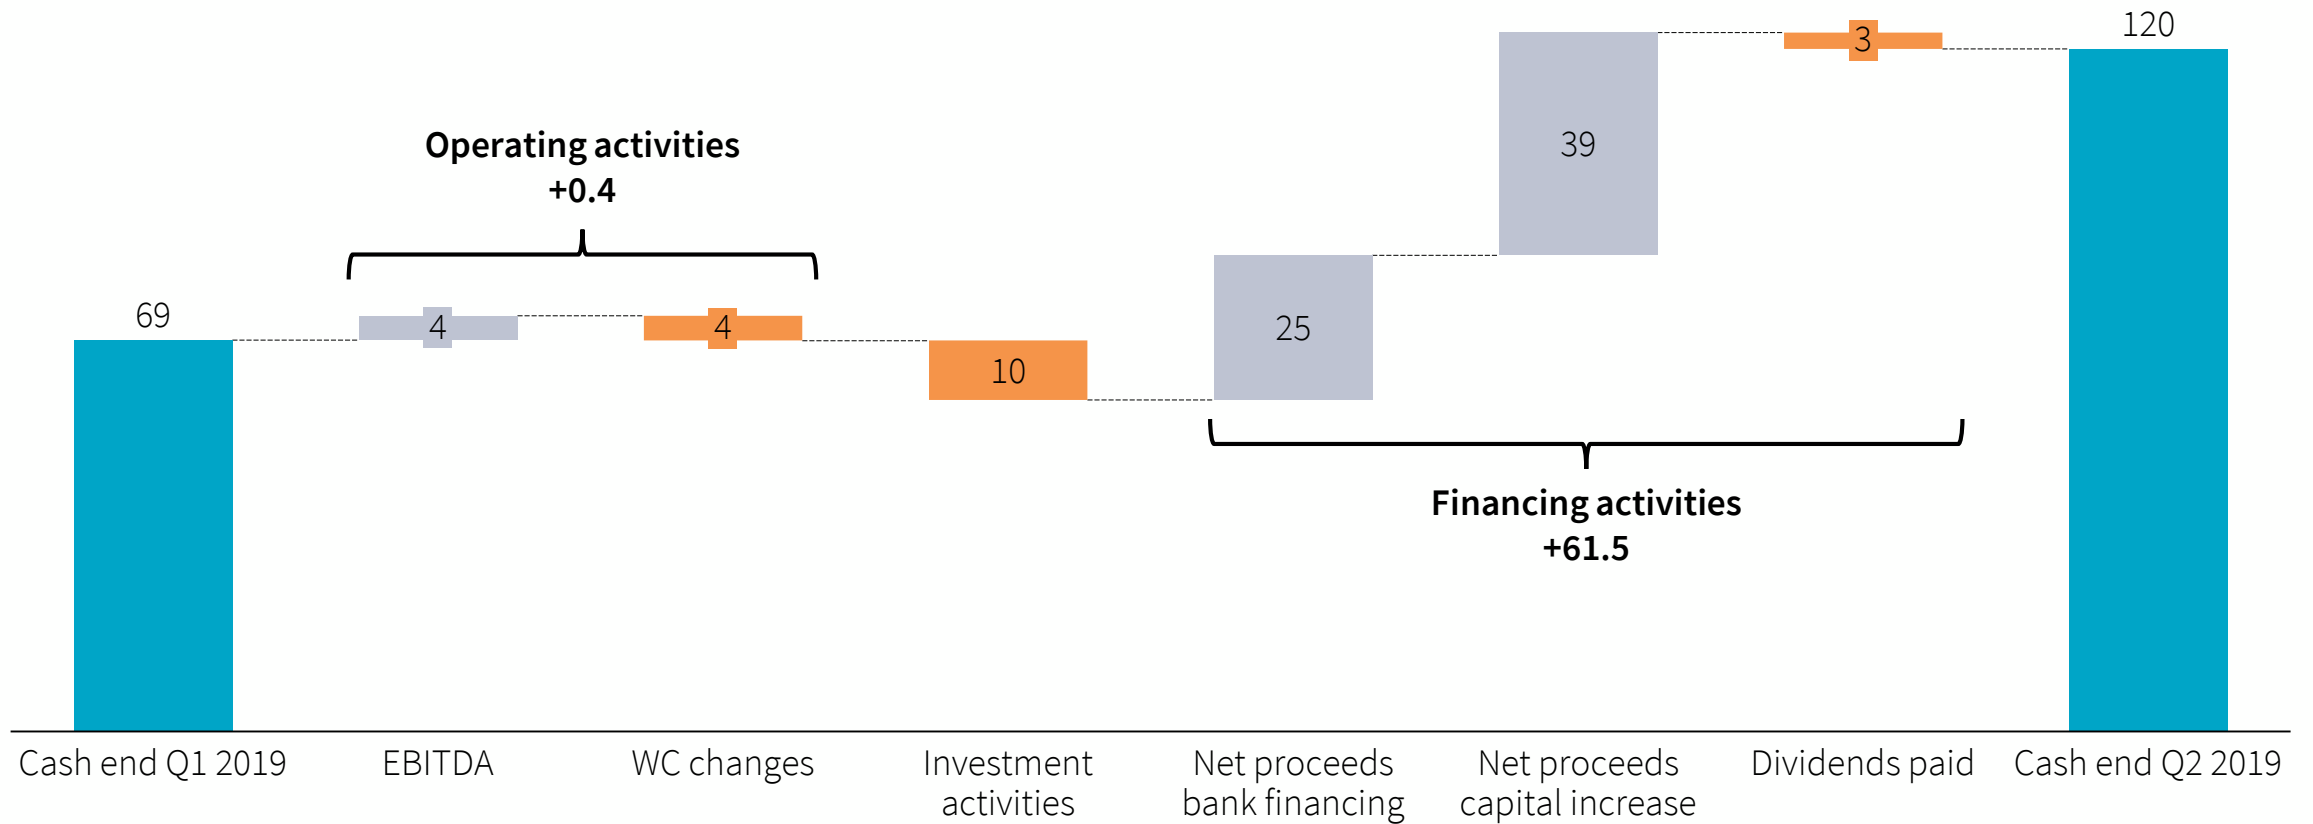 120
3
39
Operating activities
+0.4
69
4
4
10
25
Financing activities
+61.5
Cash end Q1 2019
EBITDA
WC changes
Investment
activities
Net proceeds
bank financing
Net proceeds
capital increase
Dividends paid
Cash end Q2 2019